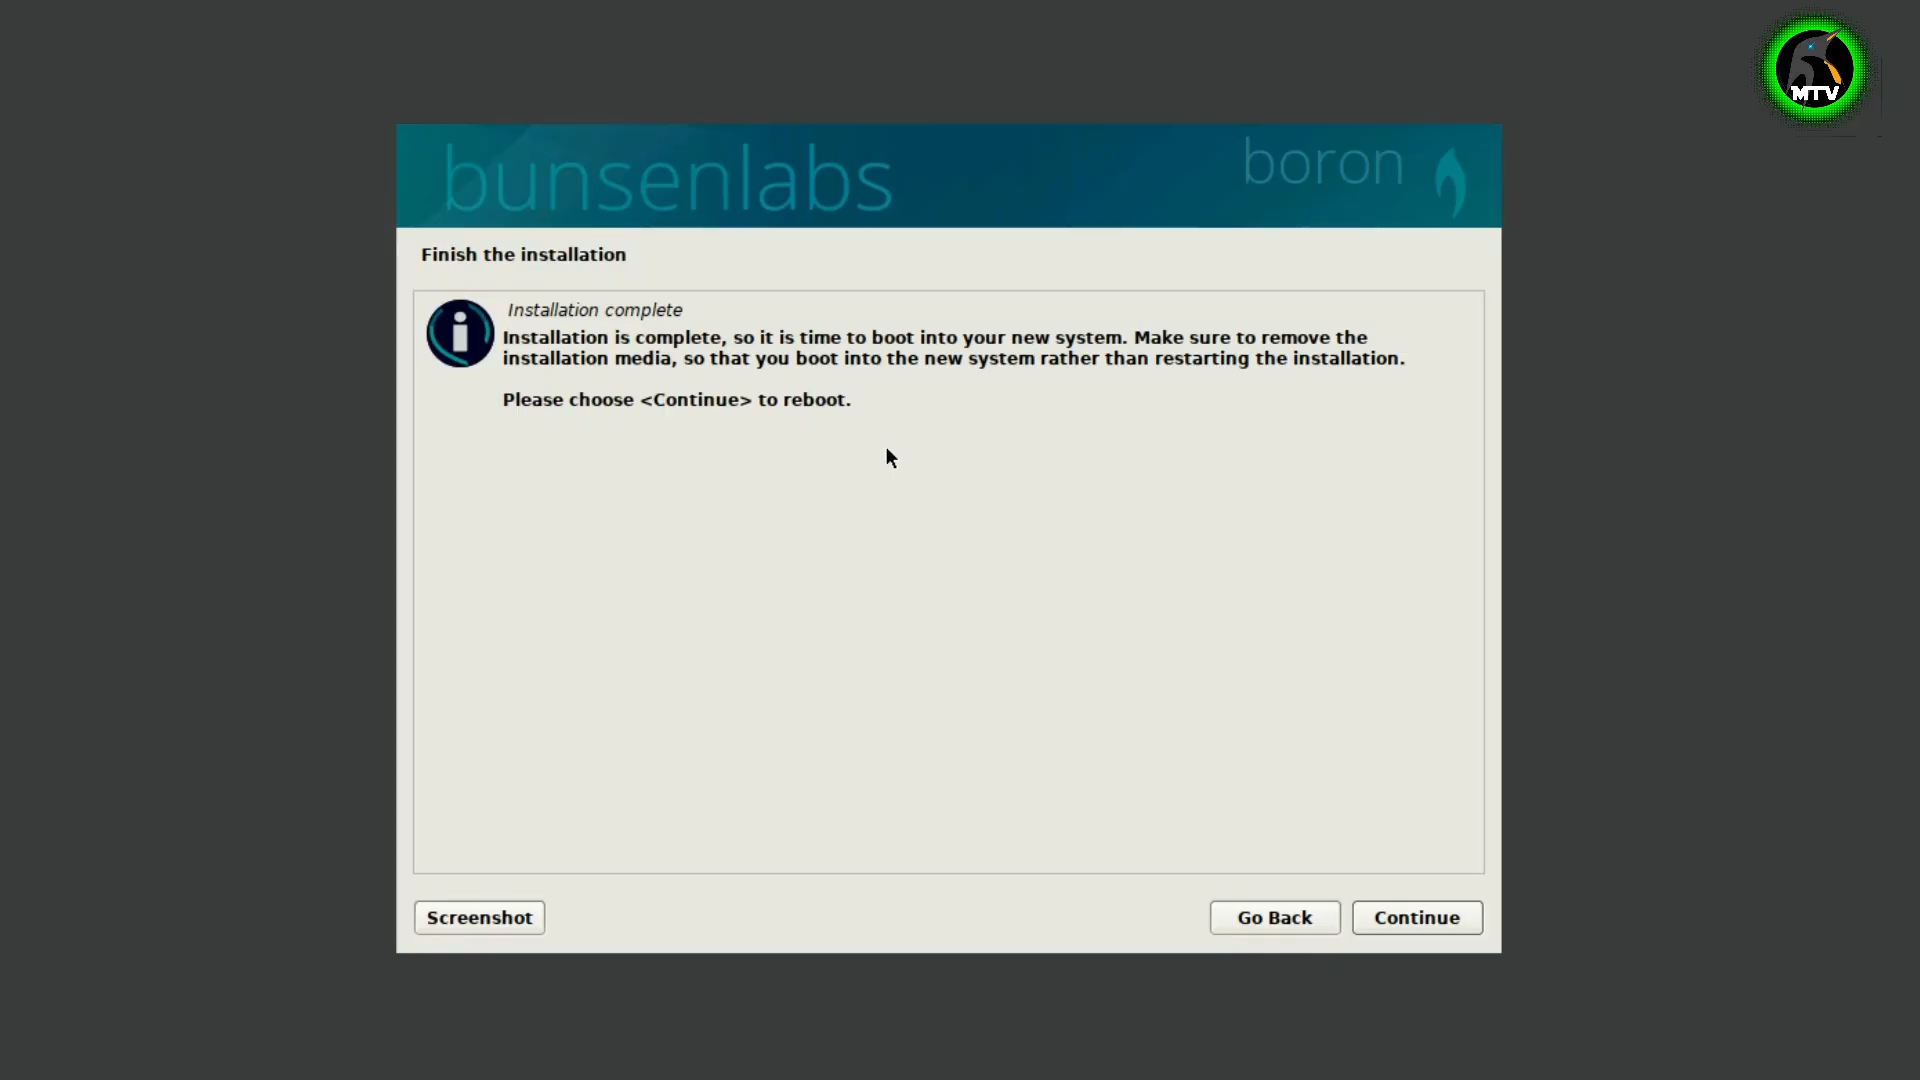 MTV
bunsenlabs
boron
Finish the installation
Installation complete
Installation is complete, so it is time to boot into your new system. Make sure to remove the
installation media, so that you boot into the new system rather than restarting the installation.
Please choose <Continue> to reboot.
Screenshot
Go Back
Continue